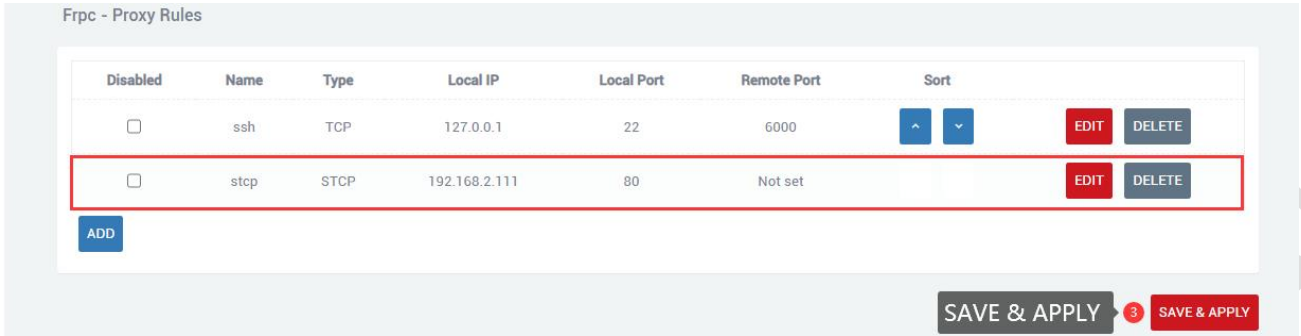 Frpc - Proxy Rules
Disabled Name Type Local IP Local Port Remote Port Sort
ssh TCP 127.0.0.1 22 6000 EDIT DELETE
stcp STCP 192.168.2.111 80 Not set EDIT DELETE
ADD
SAVE & APPLY 3 SAVE & APPLY